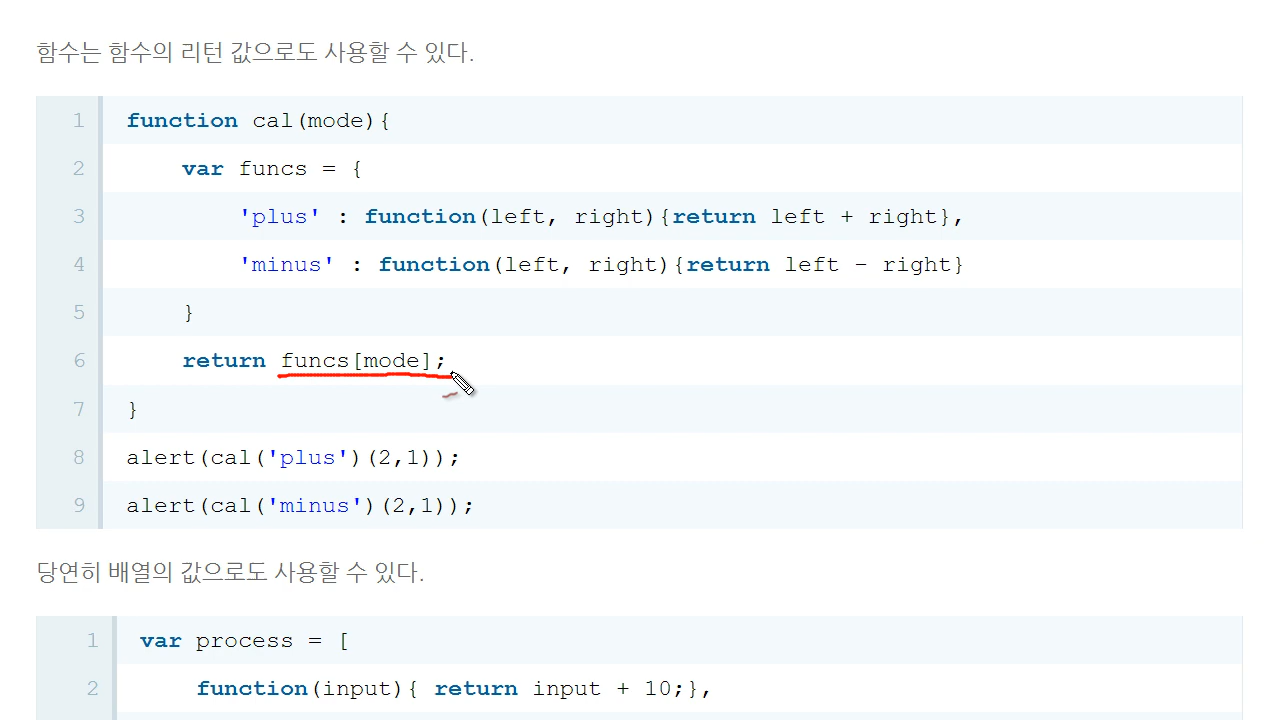 함수는 함수의 리턴 값으로도 사용할 수 있다.
1 function cal(mode){
2     var funcs = {
3         'plus' : function(left, right){return left + right},
4         'minus' : function(left, right){return left - right}
5     }
6     return funcs[mode];
7 }
8 alert(cal('plus')(2,1));
9 alert(cal('minus')(2,1));
당연히 배열의 값으로도 사용할 수 있다.
1 var process = [
2     function(input){ return input + 10;},